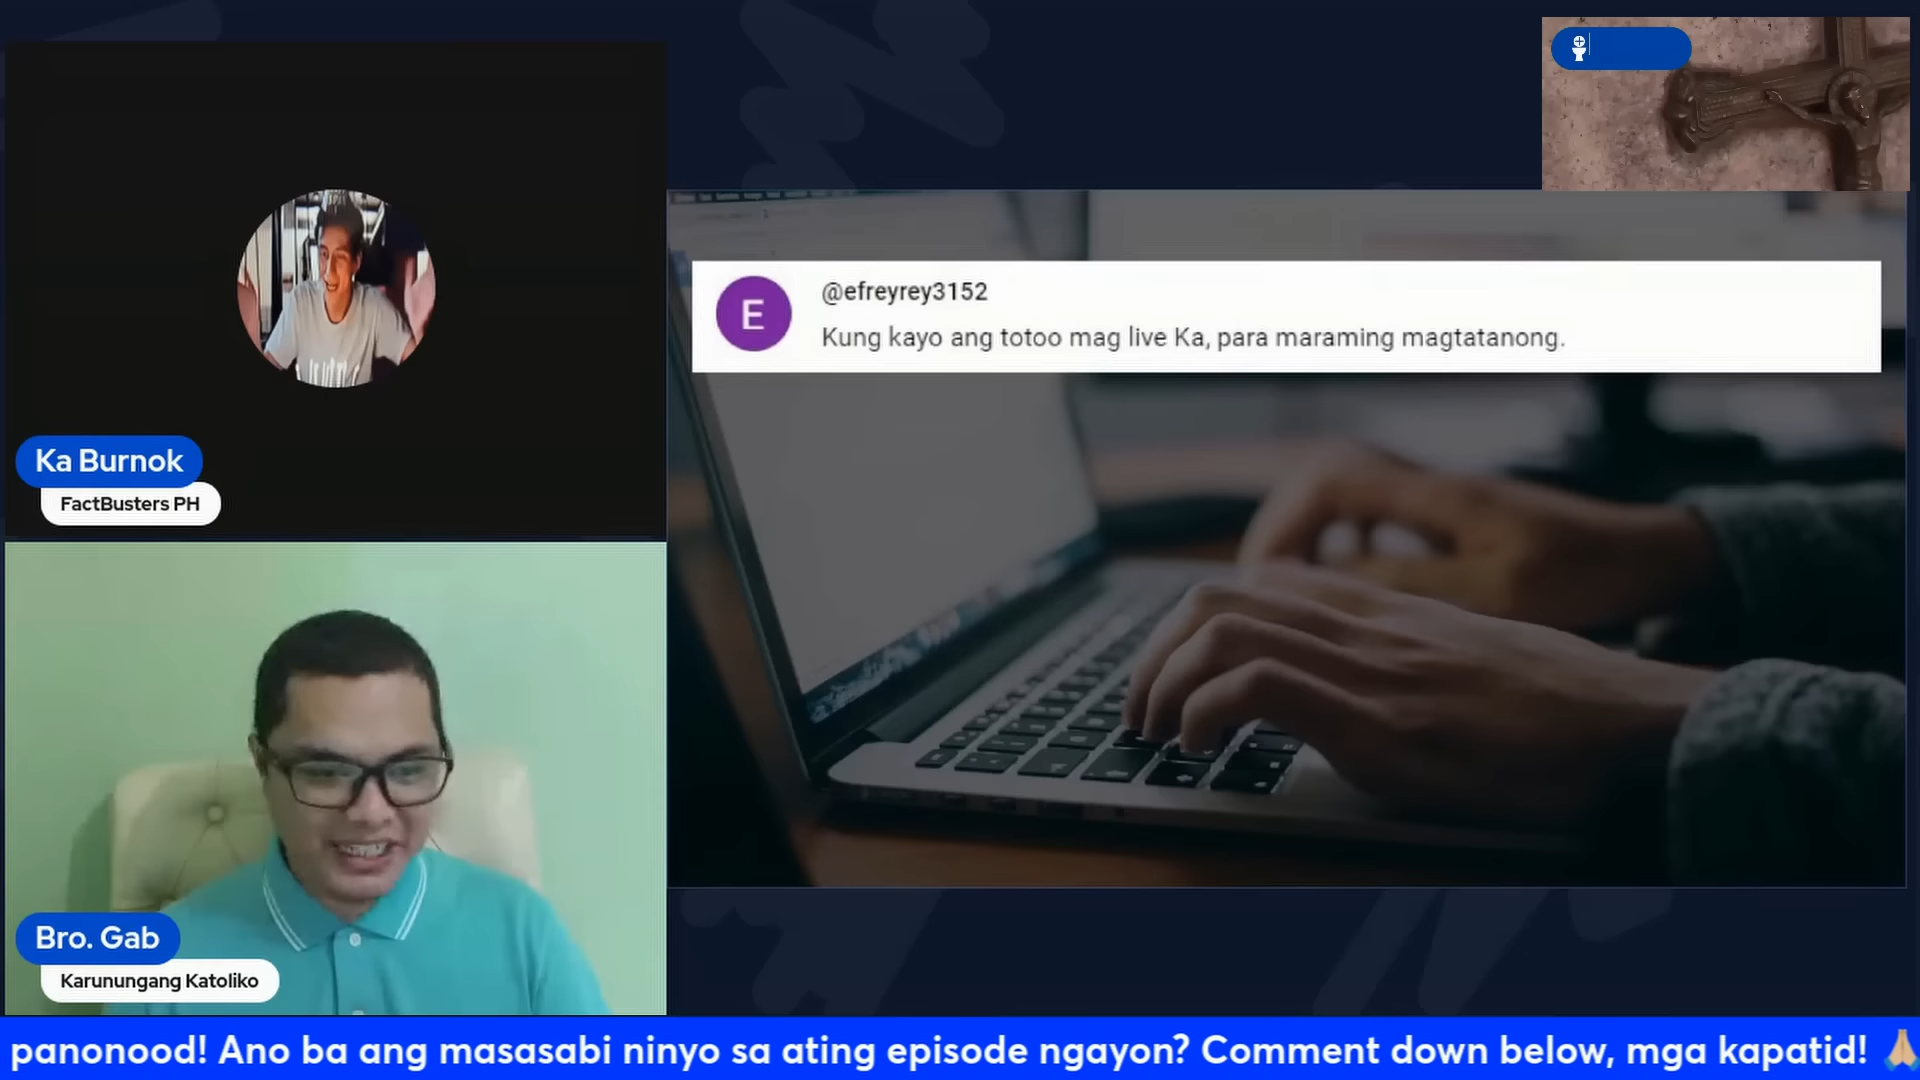 @efreyrey3152
E
Kung kayo ang totoo mag live Ka, para maraming magtatanong.
Ka Burnok
FactBusters PH
Bro. Gab
Karunungang Katoliko
panonood! Ano ba ang masasabi ninyo sa ating episode ngayon? Comment down below, mga kapatid! 🙏🏼